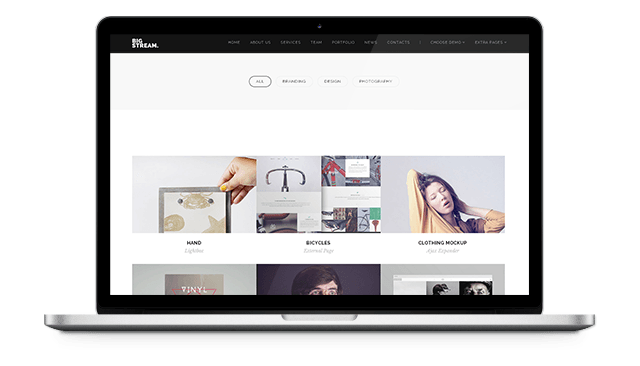 BIG
STREAM.
HOME ABOUT US SERVICES TEAM PORTFOLIO NEWS CONTACTS CHOOSE DEMO EXTRA PAGES
ALL BRANDING DESIGN PHOTOGRAPHY
HAND BICYCLES CLOTHING MOCKUP
Lightbox External Page Ajax Expander
VINYL